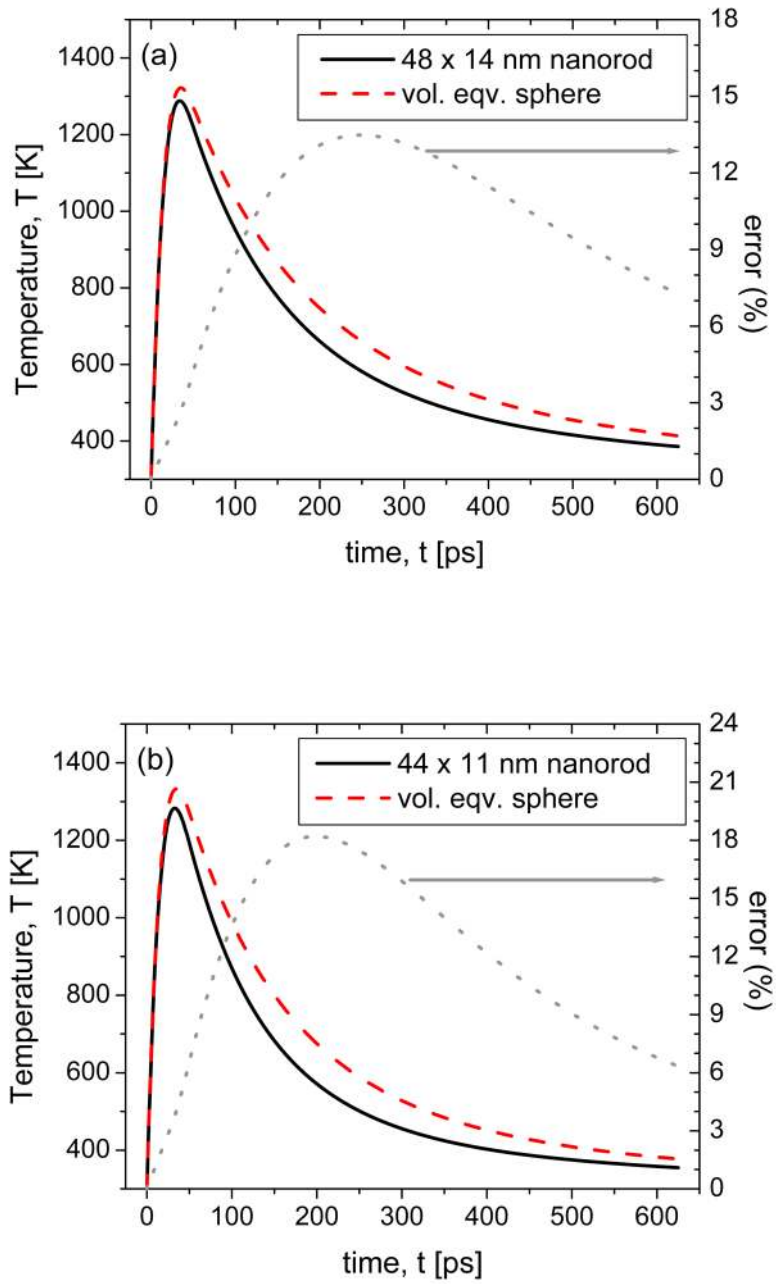 (a)
48 x 14 nm nanorod
vol. eqv. sphere
Temperature, T [K]
1400
1200
1000
800
600
400
18
15
12
9
6
3
0
error (%)
0 100 200 300 400 500 600
time, t [ps]
(b)
44 x 11 nm nanorod
vol. eqv. sphere
Temperature, T [K]
1400
1200
1000
800
600
400
24
21
18
15
12
9
6
3
0
error (%)
0 100 200 300 400 500 600
time, t [ps]